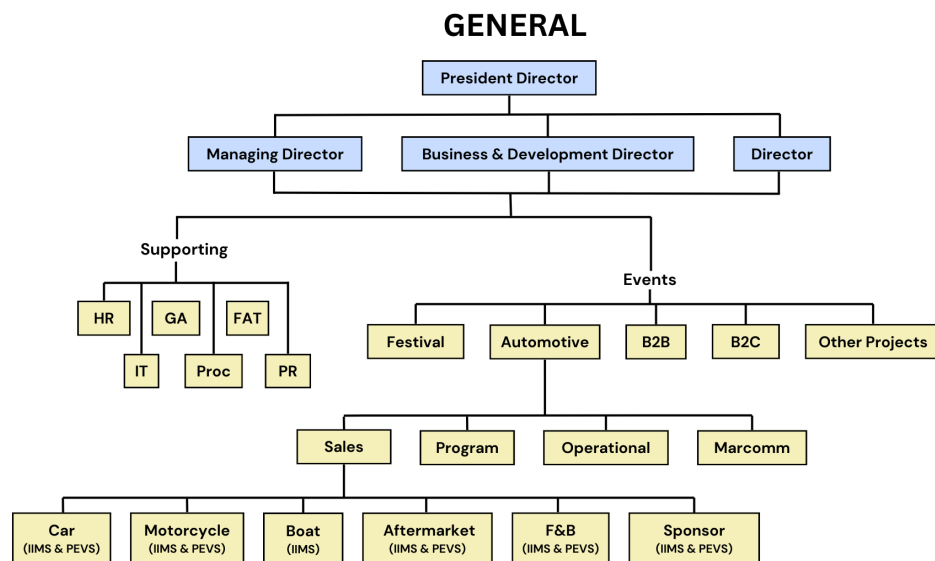 GENERAL
President Director
Managing Director
Business & Development Director
Director
Supporting
Events
HR
GA
FAT
IT
Proc
PR
Festival
Automotive
B2B
B2C
Other Projects
Sales
Program
Operational
Marcomm
Car
(IIMS & PEVS)
Motorcycle
(IIMS & PEVS)
Boat
(IIMS)
Aftermarket
(IIMS & PEVS)
F&B
(IIMS & PEVS)
Sponsor
(IIMS & PEVS)